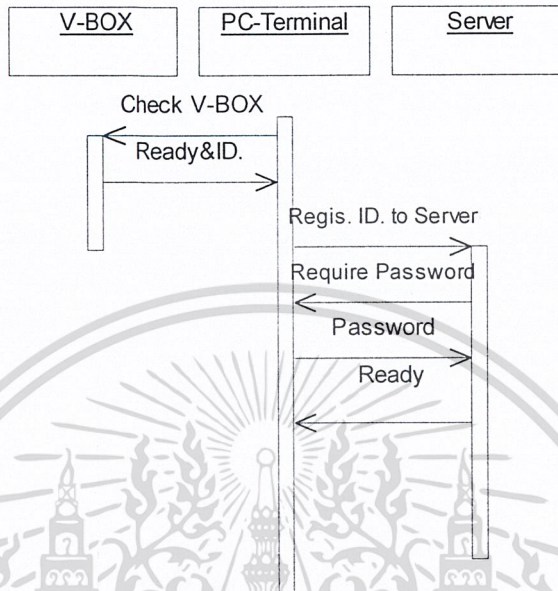 V-BOX
PC-Terminal
Server
Check V-BOX
Ready&ID.
Regis. ID. to Server
Require Password
Password
Ready